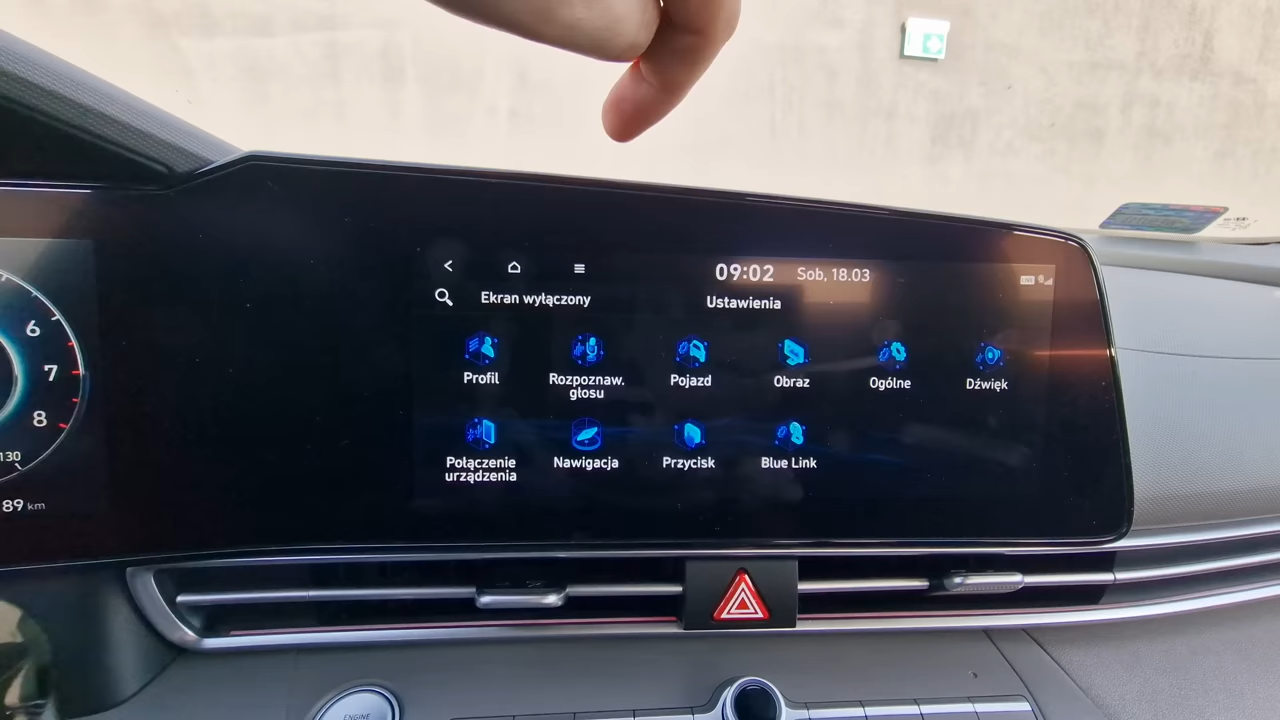 09:02 Sob, 18.03
Ekran wyłączony
Ustawienia
Profil
Rozpoznaw.
głosu
Pojazd
Obraz
Ogólne
Dźwięk
Połączenie
urządzenia
Nawigacja
Przycisk
Blue Link
6
7
8
130
89 km
ENGINE